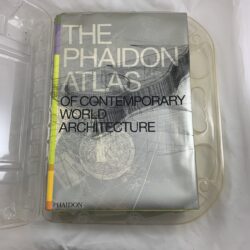 THE
PHAIDON
ATLAS
OF CONTEMPORARY
WORLD
ARCHITECTURE
PHAIDON